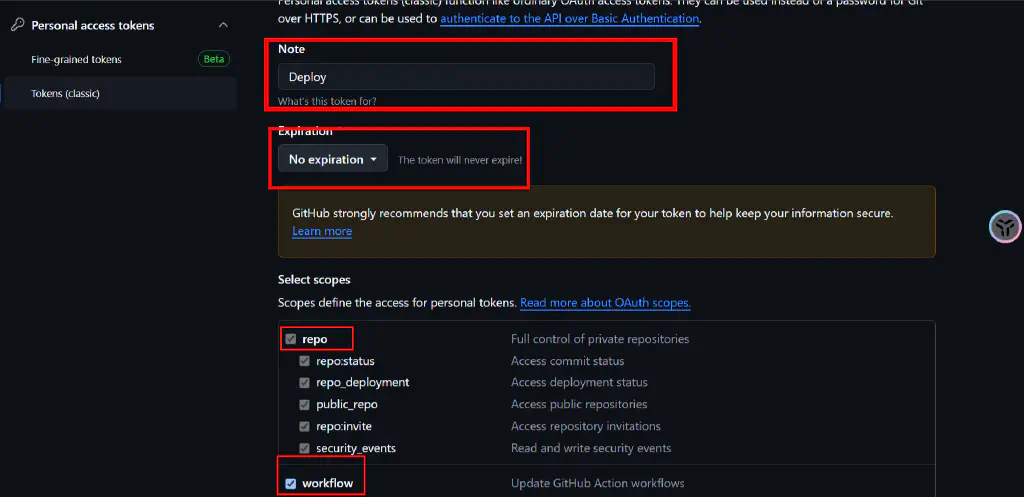 Personal access tokens
Fine-grained tokens Beta
Tokens (classic)
Personal access tokens (classic) function like ordinary OAuth access tokens. They can be used instead of a password for Git
over HTTPS, or can be used to authenticate to the API over Basic Authentication.
Note
Deploy
What's this token for?
Expiration
No expiration The token will never expire!
GitHub strongly recommends that you set an expiration date for your token to help keep your information secure.
Learn more
Select scopes
Scopes define the access for personal tokens. Read more about OAuth scopes.
repo Full control of private repositories
repo:status Access commit status
repo_deployment Access deployment status
public_repo Access public repositories
repo:invite Access repository invitations
security_events Read and write security events
workflow Update GitHub Action workflows